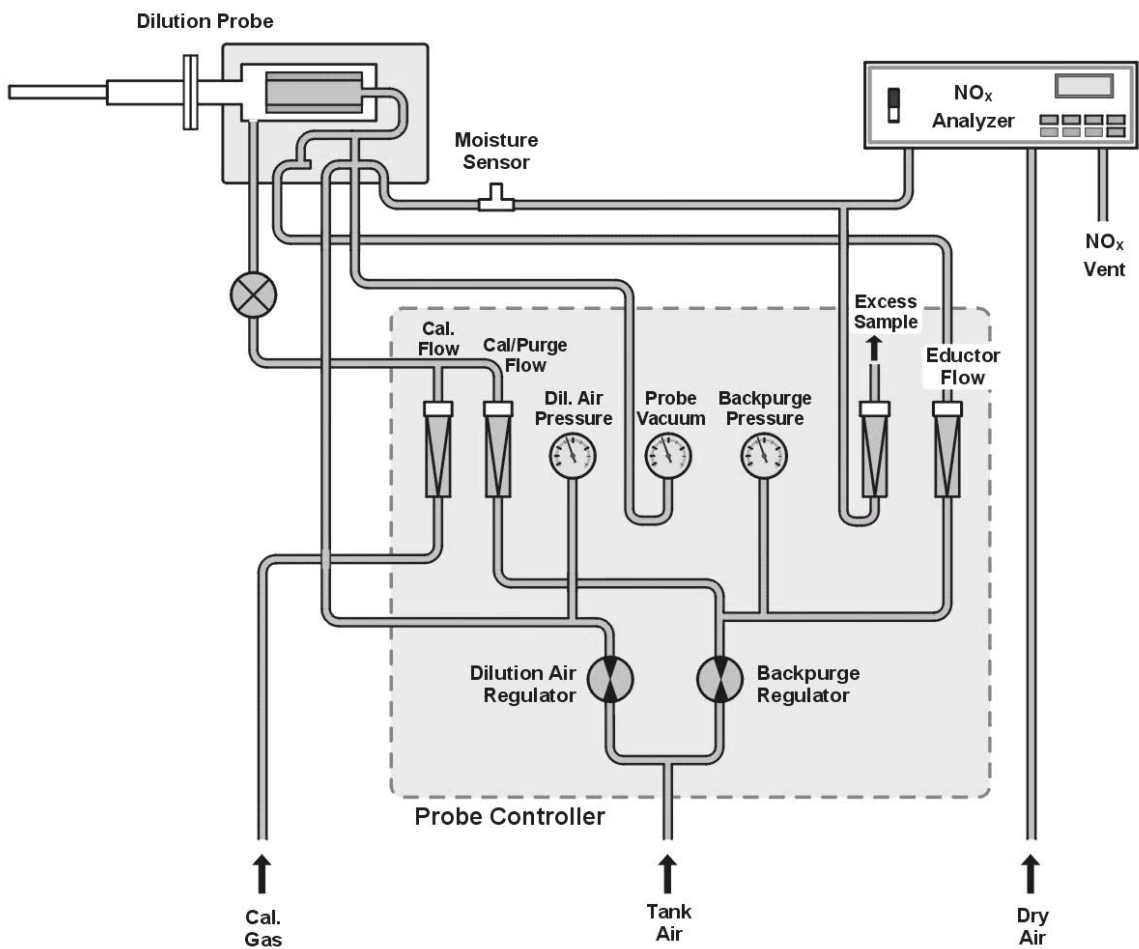 Dilution Probe
NOx
Analyzer
Moisture
Sensor
NOx
Vent
Excess
Sample
Cal.
Flow
Cal/Purge
Flow
Eductor
Flow
Dil. Air
Pressure
Probe
Vacuum
Backpurge
Pressure
Dilution Air
Regulator
Backpurge
Regulator
Probe Controller
Cal.
Gas
Tank
Air
Dry
Air